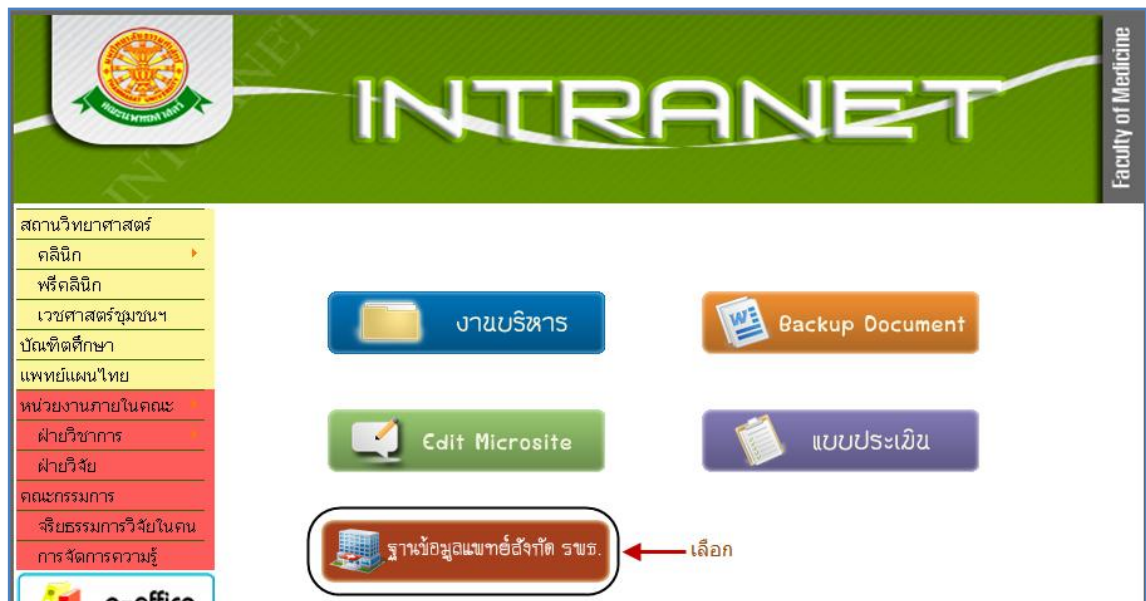 INTRANET
Faculty of Medicine
INTRANET
สถานวิทยาศาสตร์
คลินิก
พรีคลินิก
เวชศาสตร์ชุมชนฯ
บัณฑิตศึกษา
แพทย์แผนไทย
หน่วยงานภายในคณะ
ฝ่ายวิชาการ
ฝ่ายวิจัย
คณะกรรมการ
จริยธรรมการวิจัยในคน
การจัดการความรู้
e-office
งานบริหาร
Backup Document
Edit Microsite
แบบประเมิน
ฐานข้อมูลแพทย์สังกัด รพธ.
เลือก